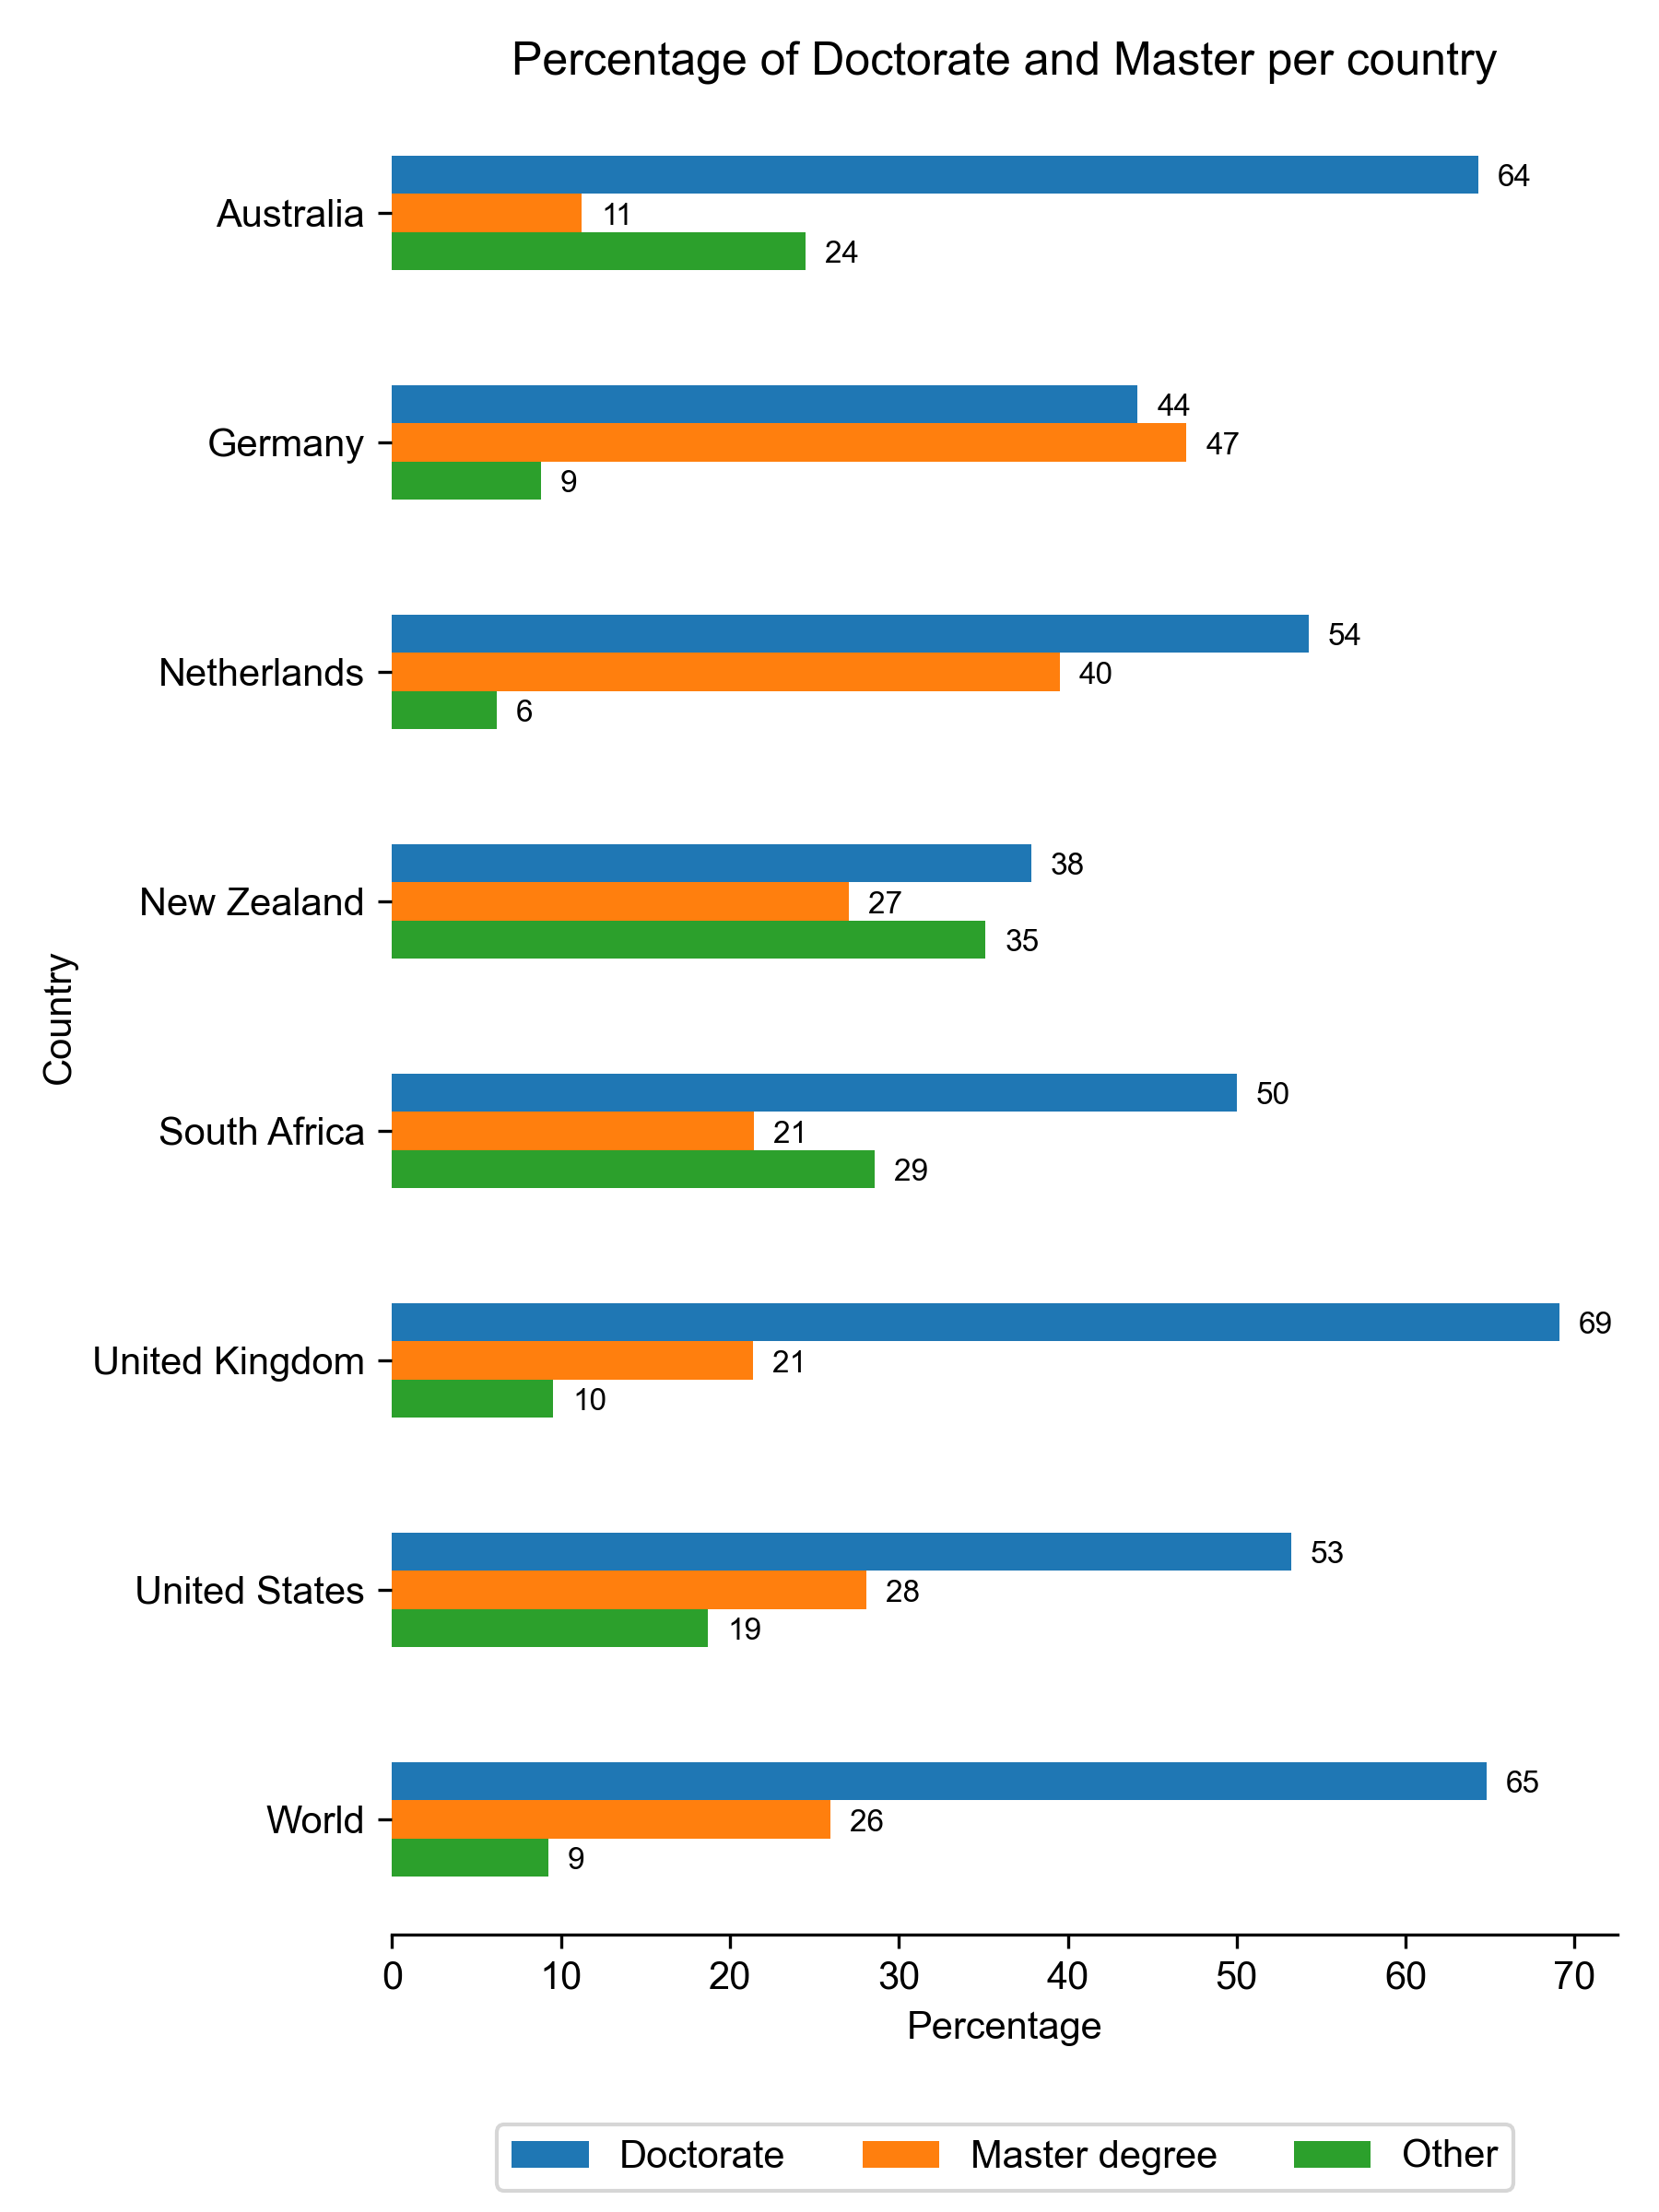 Percentage of Doctorate and Master per country
Australia
64
11
24
Germany
44
47
9
Netherlands
54
40
6
New Zealand
38
27
35
Country
South Africa
50
21
29
United Kingdom
69
21
10
United States
53
28
19
World
65
26
9
0 10 20 30 40 50 60 70
Percentage
Doctorate Master degree Other